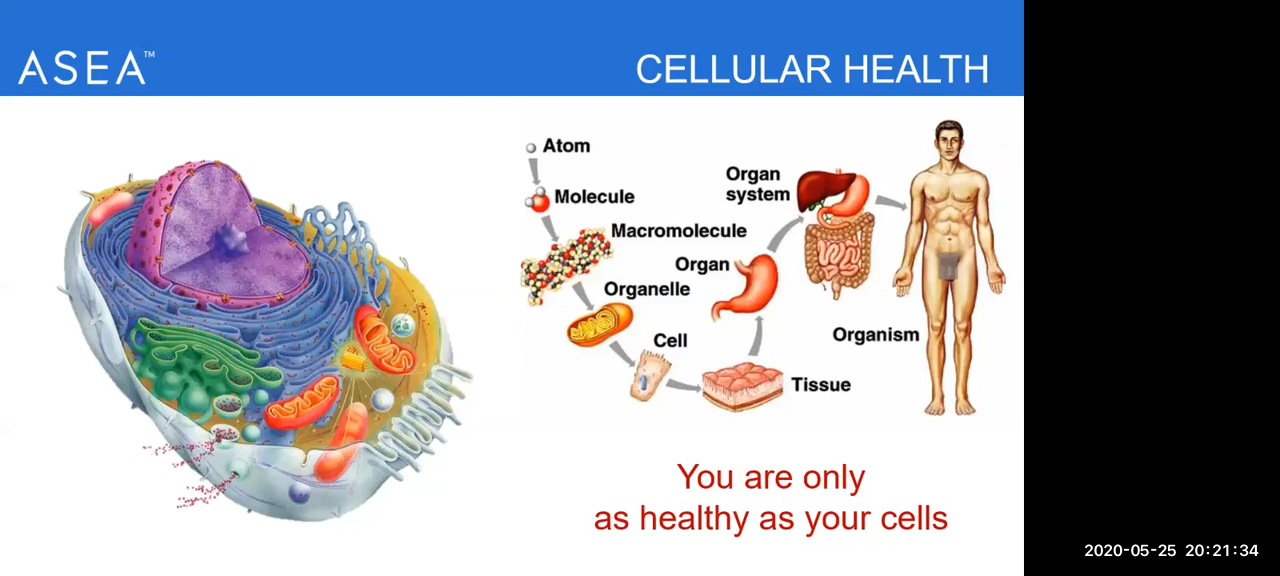 ASEA™
CELLULAR HEALTH
Atom
Molecule
Macromolecule
Organelle
Cell
Tissue
Organ
Organ
system
Organism
You are only
as healthy as your cells
2020-05-25 20:21:34